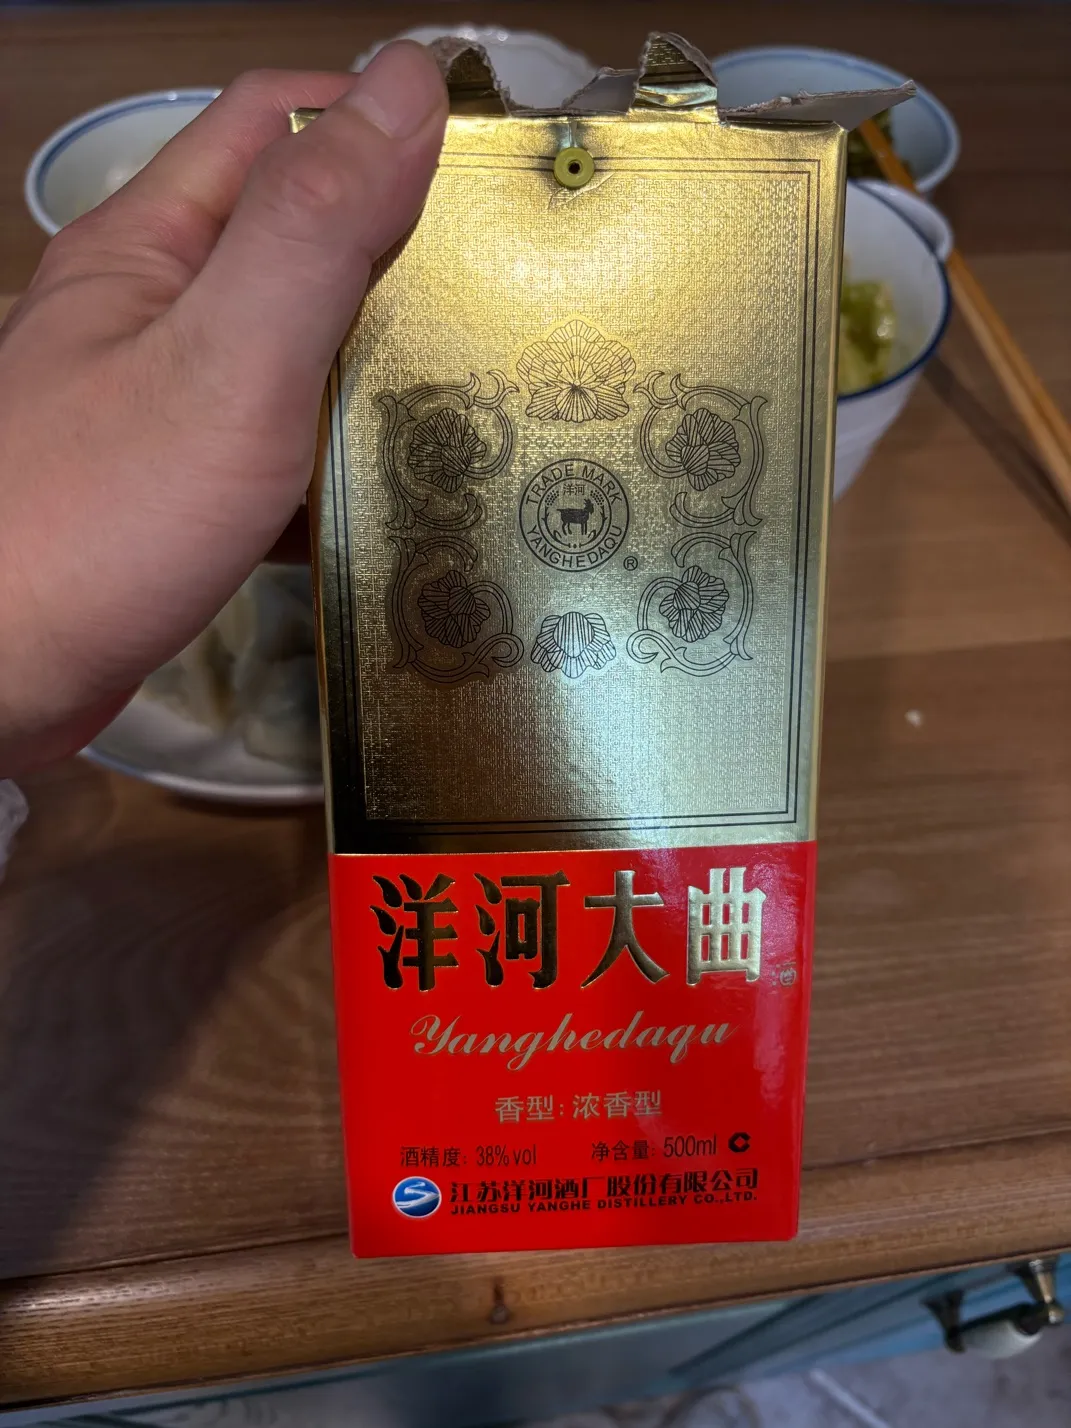 TRADE MARK
洋河
YANGHEDAQU
®
洋河大曲
Yanghedaqu
香型: 浓香型
酒精度: 38%vol 净含量: 500ml C
江苏洋河酒厂股份有限公司
JIANGSU YANGHE DISTILLERY CO.,LTD.